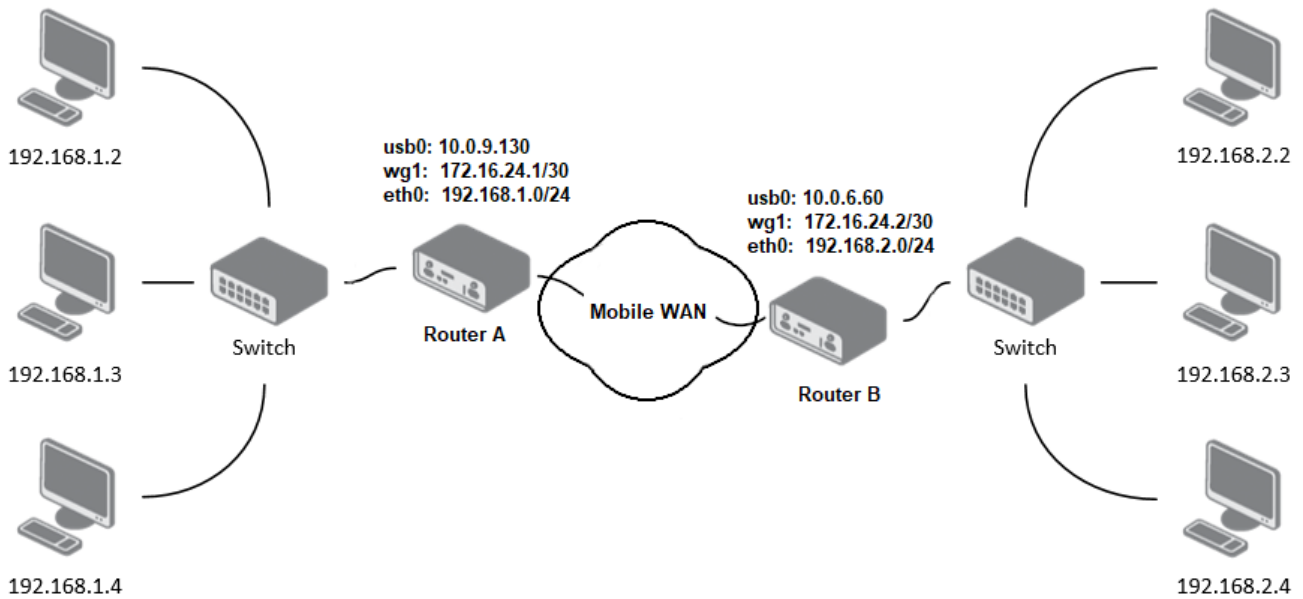 192.168.1.2
192.168.1.3
192.168.1.4
Switch
usb0: 10.0.9.130
wg1: 172.16.24.1/30
eth0: 192.168.1.0/24
Router A
Mobile WAN
usb0: 10.0.6.60
wg1: 172.16.24.2/30
eth0: 192.168.2.0/24
Router B
Switch
192.168.2.2
192.168.2.3
192.168.2.4